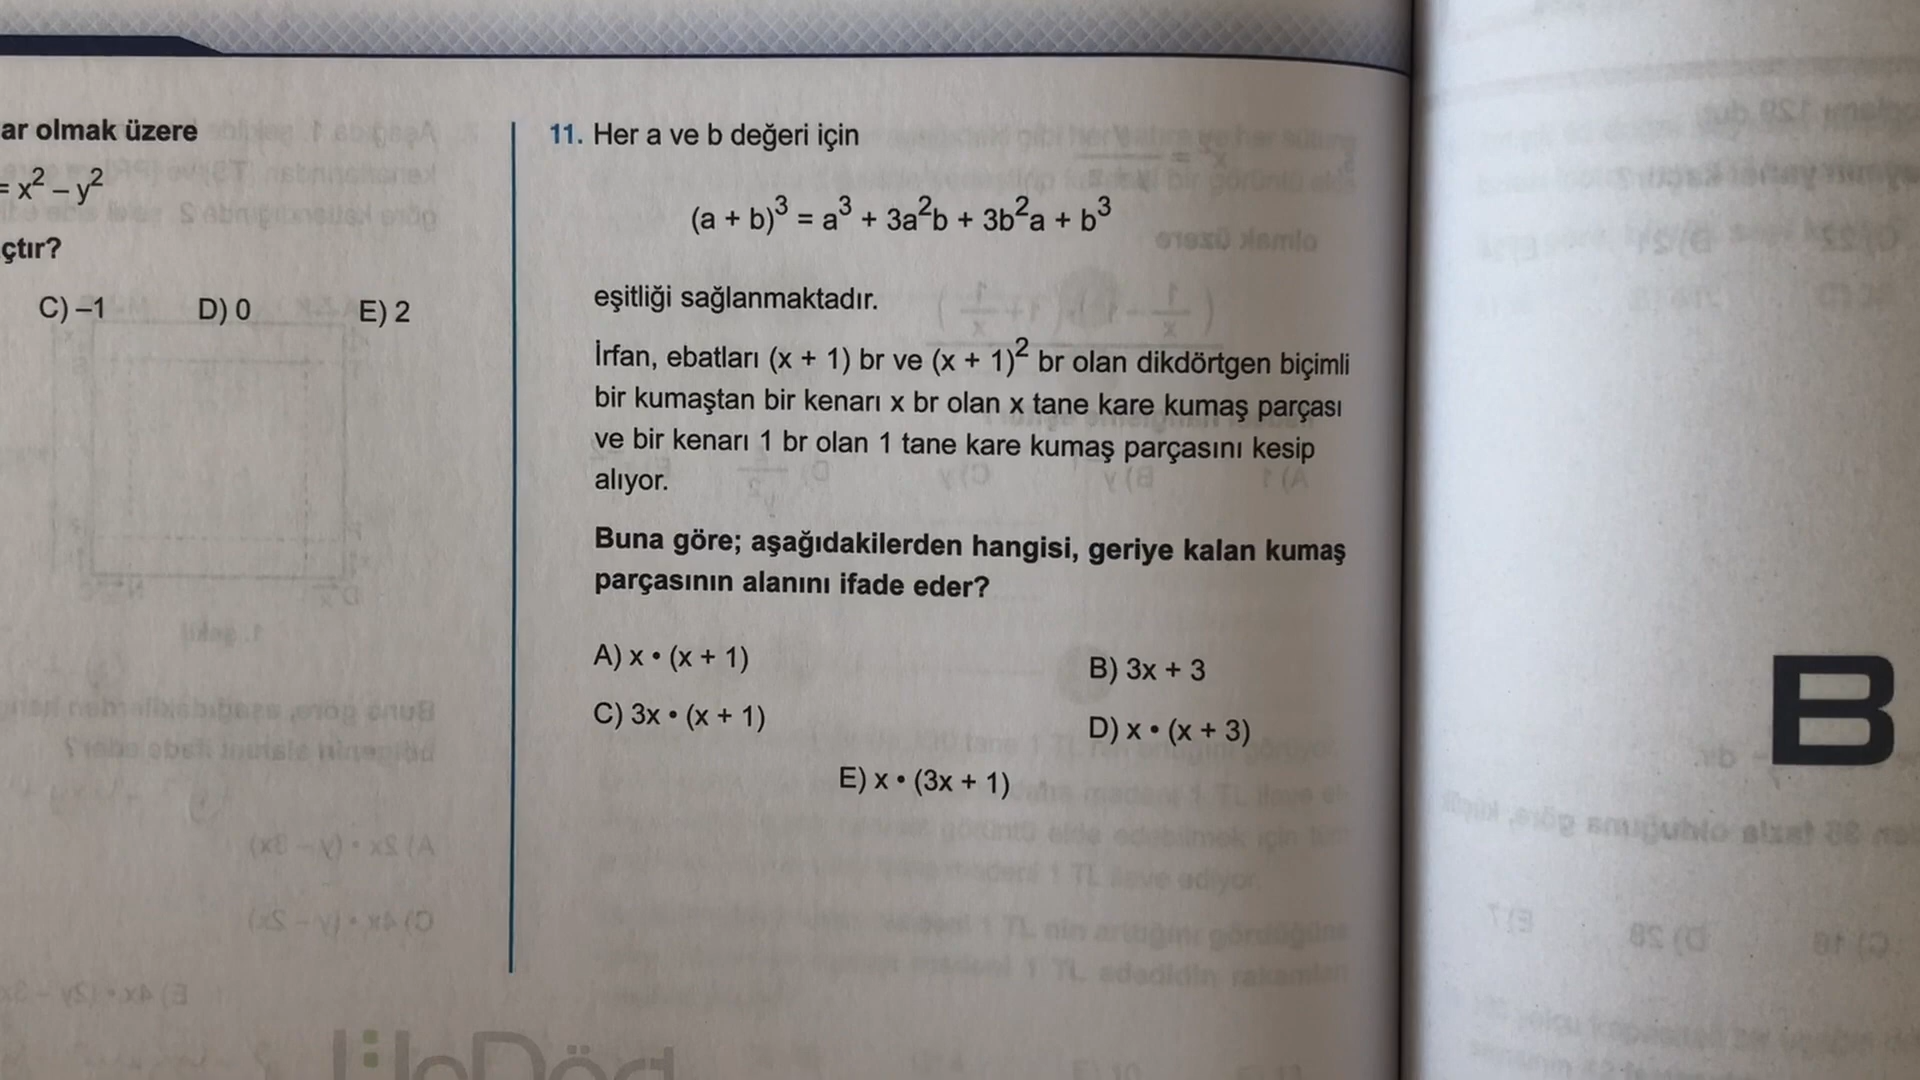 ar olmak üzere
= x² – y²
çtır?
C) –1 D) 0 E) 2
11. Her a ve b değeri için
(a + b)³ = a³ + 3a²b + 3b²a + b³
eşitliği sağlanmaktadır.
İrfan, ebatları (x + 1) br ve (x + 1)² br olan dikdörtgen biçimli
bir kumaştan bir kenarı x br olan x tane kare kumaş parçası
ve bir kenarı 1 br olan 1 tane kare kumaş parçasını kesip
alıyor.
Buna göre; aşağıdakilerden hangisi, geriye kalan kumaş
parçasının alanını ifade eder?
A) x • (x + 1) B) 3x + 3
C) 3x • (x + 1) D) x • (x + 3)
E) x • (3x + 1)
B